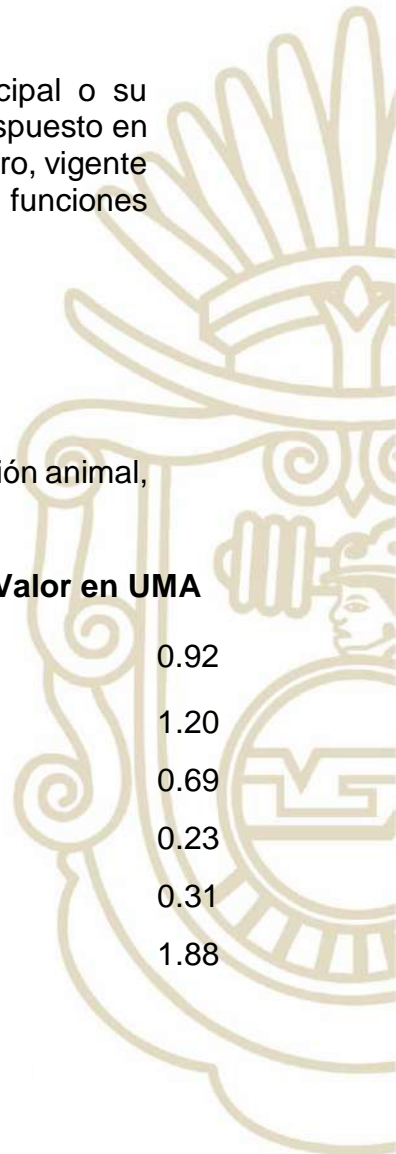 cipal o su
spuesto en
ro, vigente
funciones
ión animal,
Valor en UMA
0.92
1.20
0.69
0.23
0.31
1.88